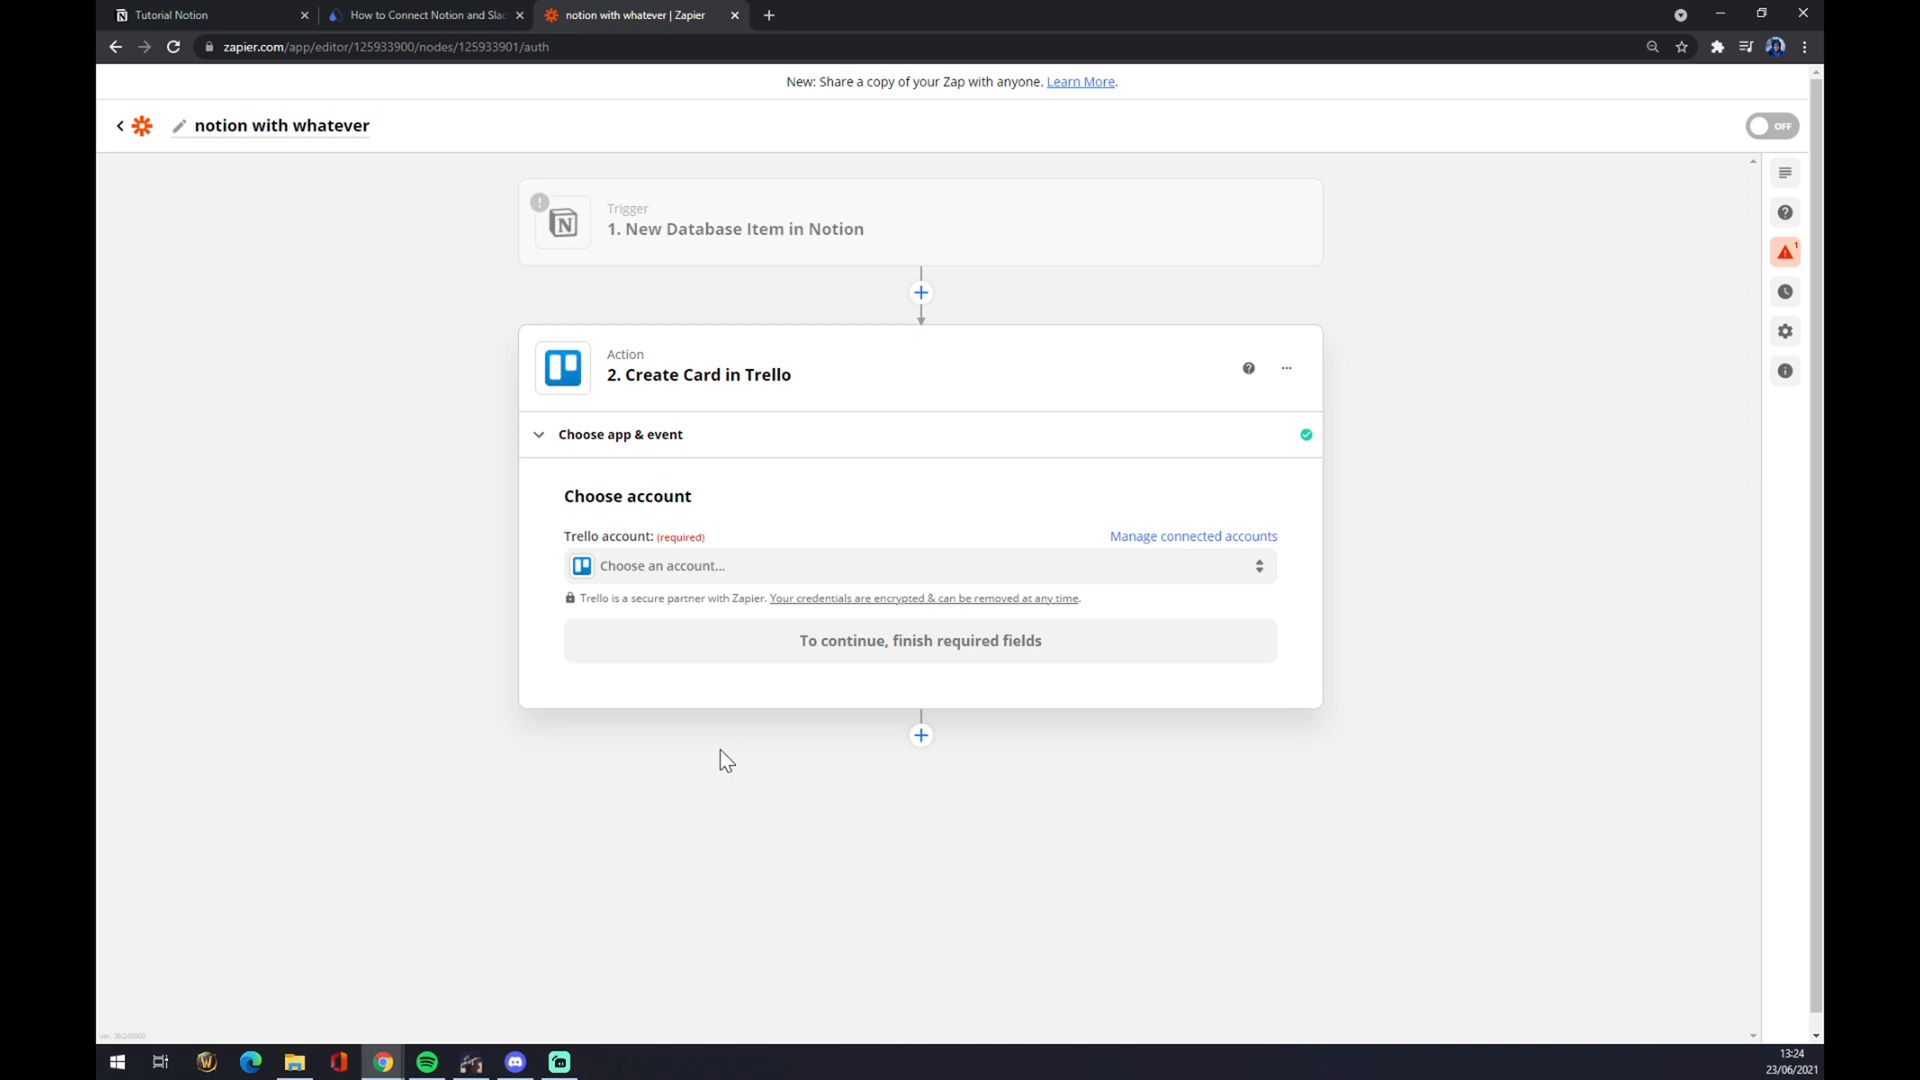 Tutorial Notion
How to Connect Notion and Slac
notion with whatever | Zapier
zapier.com/app/editor/125933900/nodes/125933901/auth
New: Share a copy of your Zap with anyone. Learn More.
notion with whatever
OFF
Trigger
1. New Database Item in Notion
1
Action
2. Create Card in Trello
Choose app & event
Choose account
Trello account: (required)
Manage connected accounts
Choose an account...
Trello is a secure partner with Zapier. Your credentials are encrypted & can be removed at any time.
To continue, finish required fields
13:24
23/06/2021